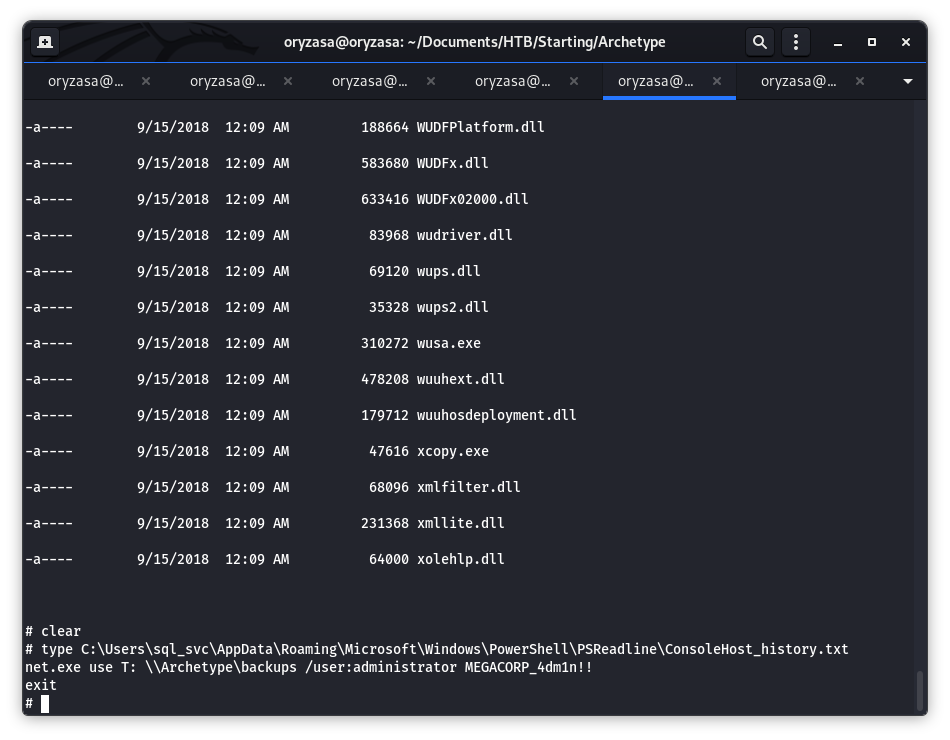 oryzasa@oryzasa: ~/Documents/HTB/Starting/Archetype
oryzasa@... oryzasa@... oryzasa@... oryzasa@... oryzasa@... oryzasa@...
-a---- 9/15/2018 12:09 AM 188664 WUDFPlatform.dll
-a---- 9/15/2018 12:09 AM 583680 WUDFx.dll
-a---- 9/15/2018 12:09 AM 633416 WUDFx02000.dll
-a---- 9/15/2018 12:09 AM 83968 wudriver.dll
-a---- 9/15/2018 12:09 AM 69120 wups.dll
-a---- 9/15/2018 12:09 AM 35328 wups2.dll
-a---- 9/15/2018 12:09 AM 310272 wusa.exe
-a---- 9/15/2018 12:09 AM 478208 wuuhext.dll
-a---- 9/15/2018 12:09 AM 179712 wuuhosdeployment.dll
-a---- 9/15/2018 12:09 AM 47616 xcopy.exe
-a---- 9/15/2018 12:09 AM 68096 xmlfilter.dll
-a---- 9/15/2018 12:09 AM 231368 xmllite.dll
-a---- 9/15/2018 12:09 AM 64000 xolehlp.dll
# clear
# type C:\Users\sql_svc\AppData\Roaming\Microsoft\Windows\PowerShell\PSReadline\ConsoleHost_history.txt
net.exe use T: \\Archetype\backups /user:administrator MEGACORP_4dm1n!!
exit
#